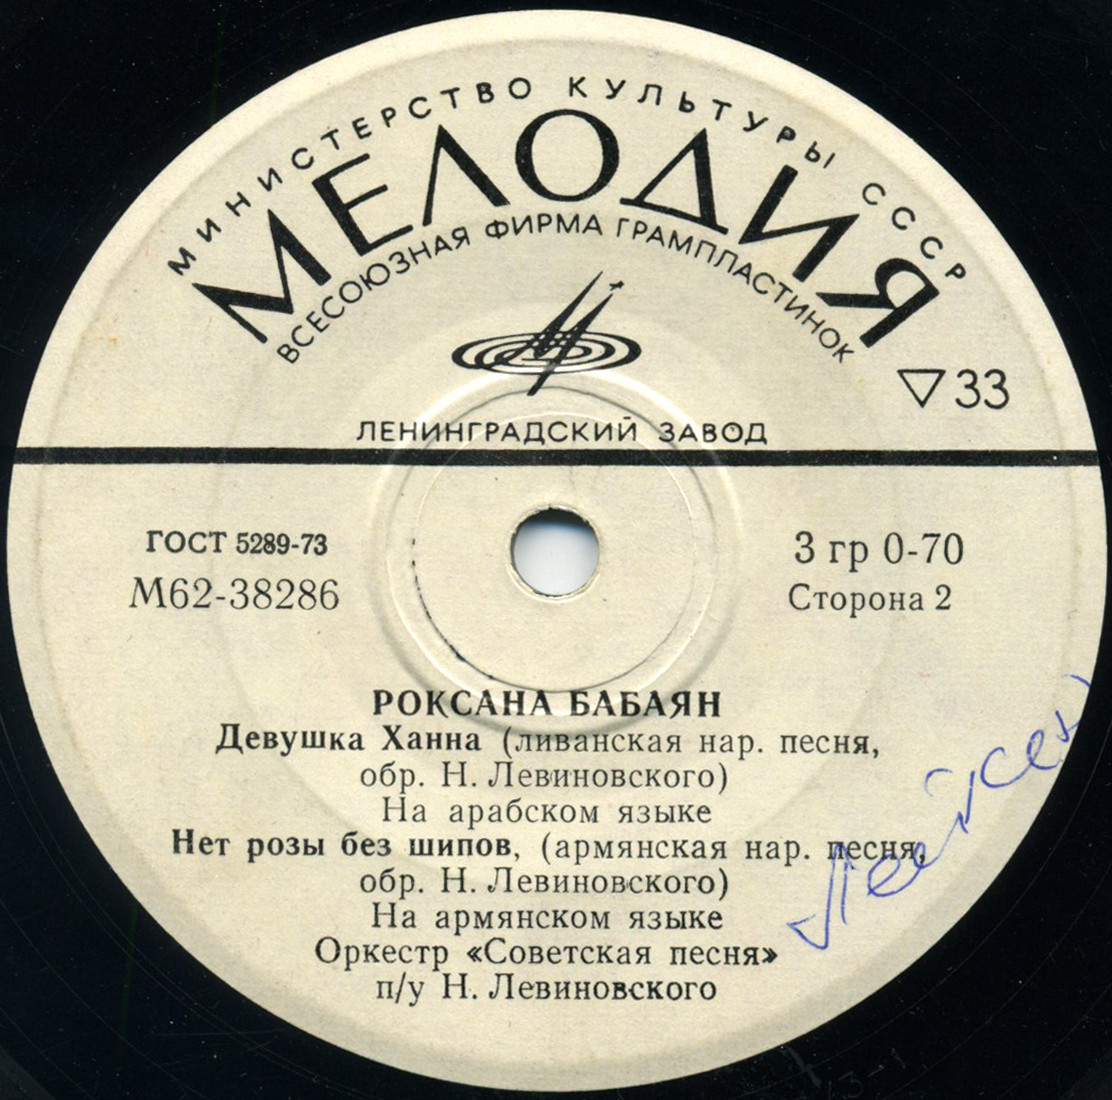 МИНИСТЕРСТВО КУЛЬТУРЫ СССР
МЕЛОДИЯ
ВСЕСОЮЗНАЯ ФИРМА ГРАМПЛАСТИНОК
▽33
ЛЕНИНГРАДСКИЙ ЗАВОД
ГОСТ 5289-73
М62-38286
3 гр 0-70
Сторона 2
РОКСАНА БАБАЯН
Девушка Ханна (ливанская нар. песня,
обр. Н. Левиновского)
На арабском языке
Нет розы без шипов, (армянская нар. песня,
обр. Н. Левиновского)
На армянском языке
Оркестр «Советская песня»
п/у Н. Левиновского